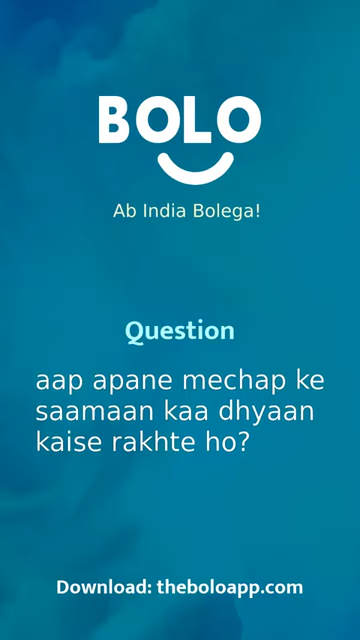 BOLO
Ab India Bolega!
Question
aap apane mechap ke
saamaan kaa dhyaan
kaise rakhte ho?
Download: theboloapp.com